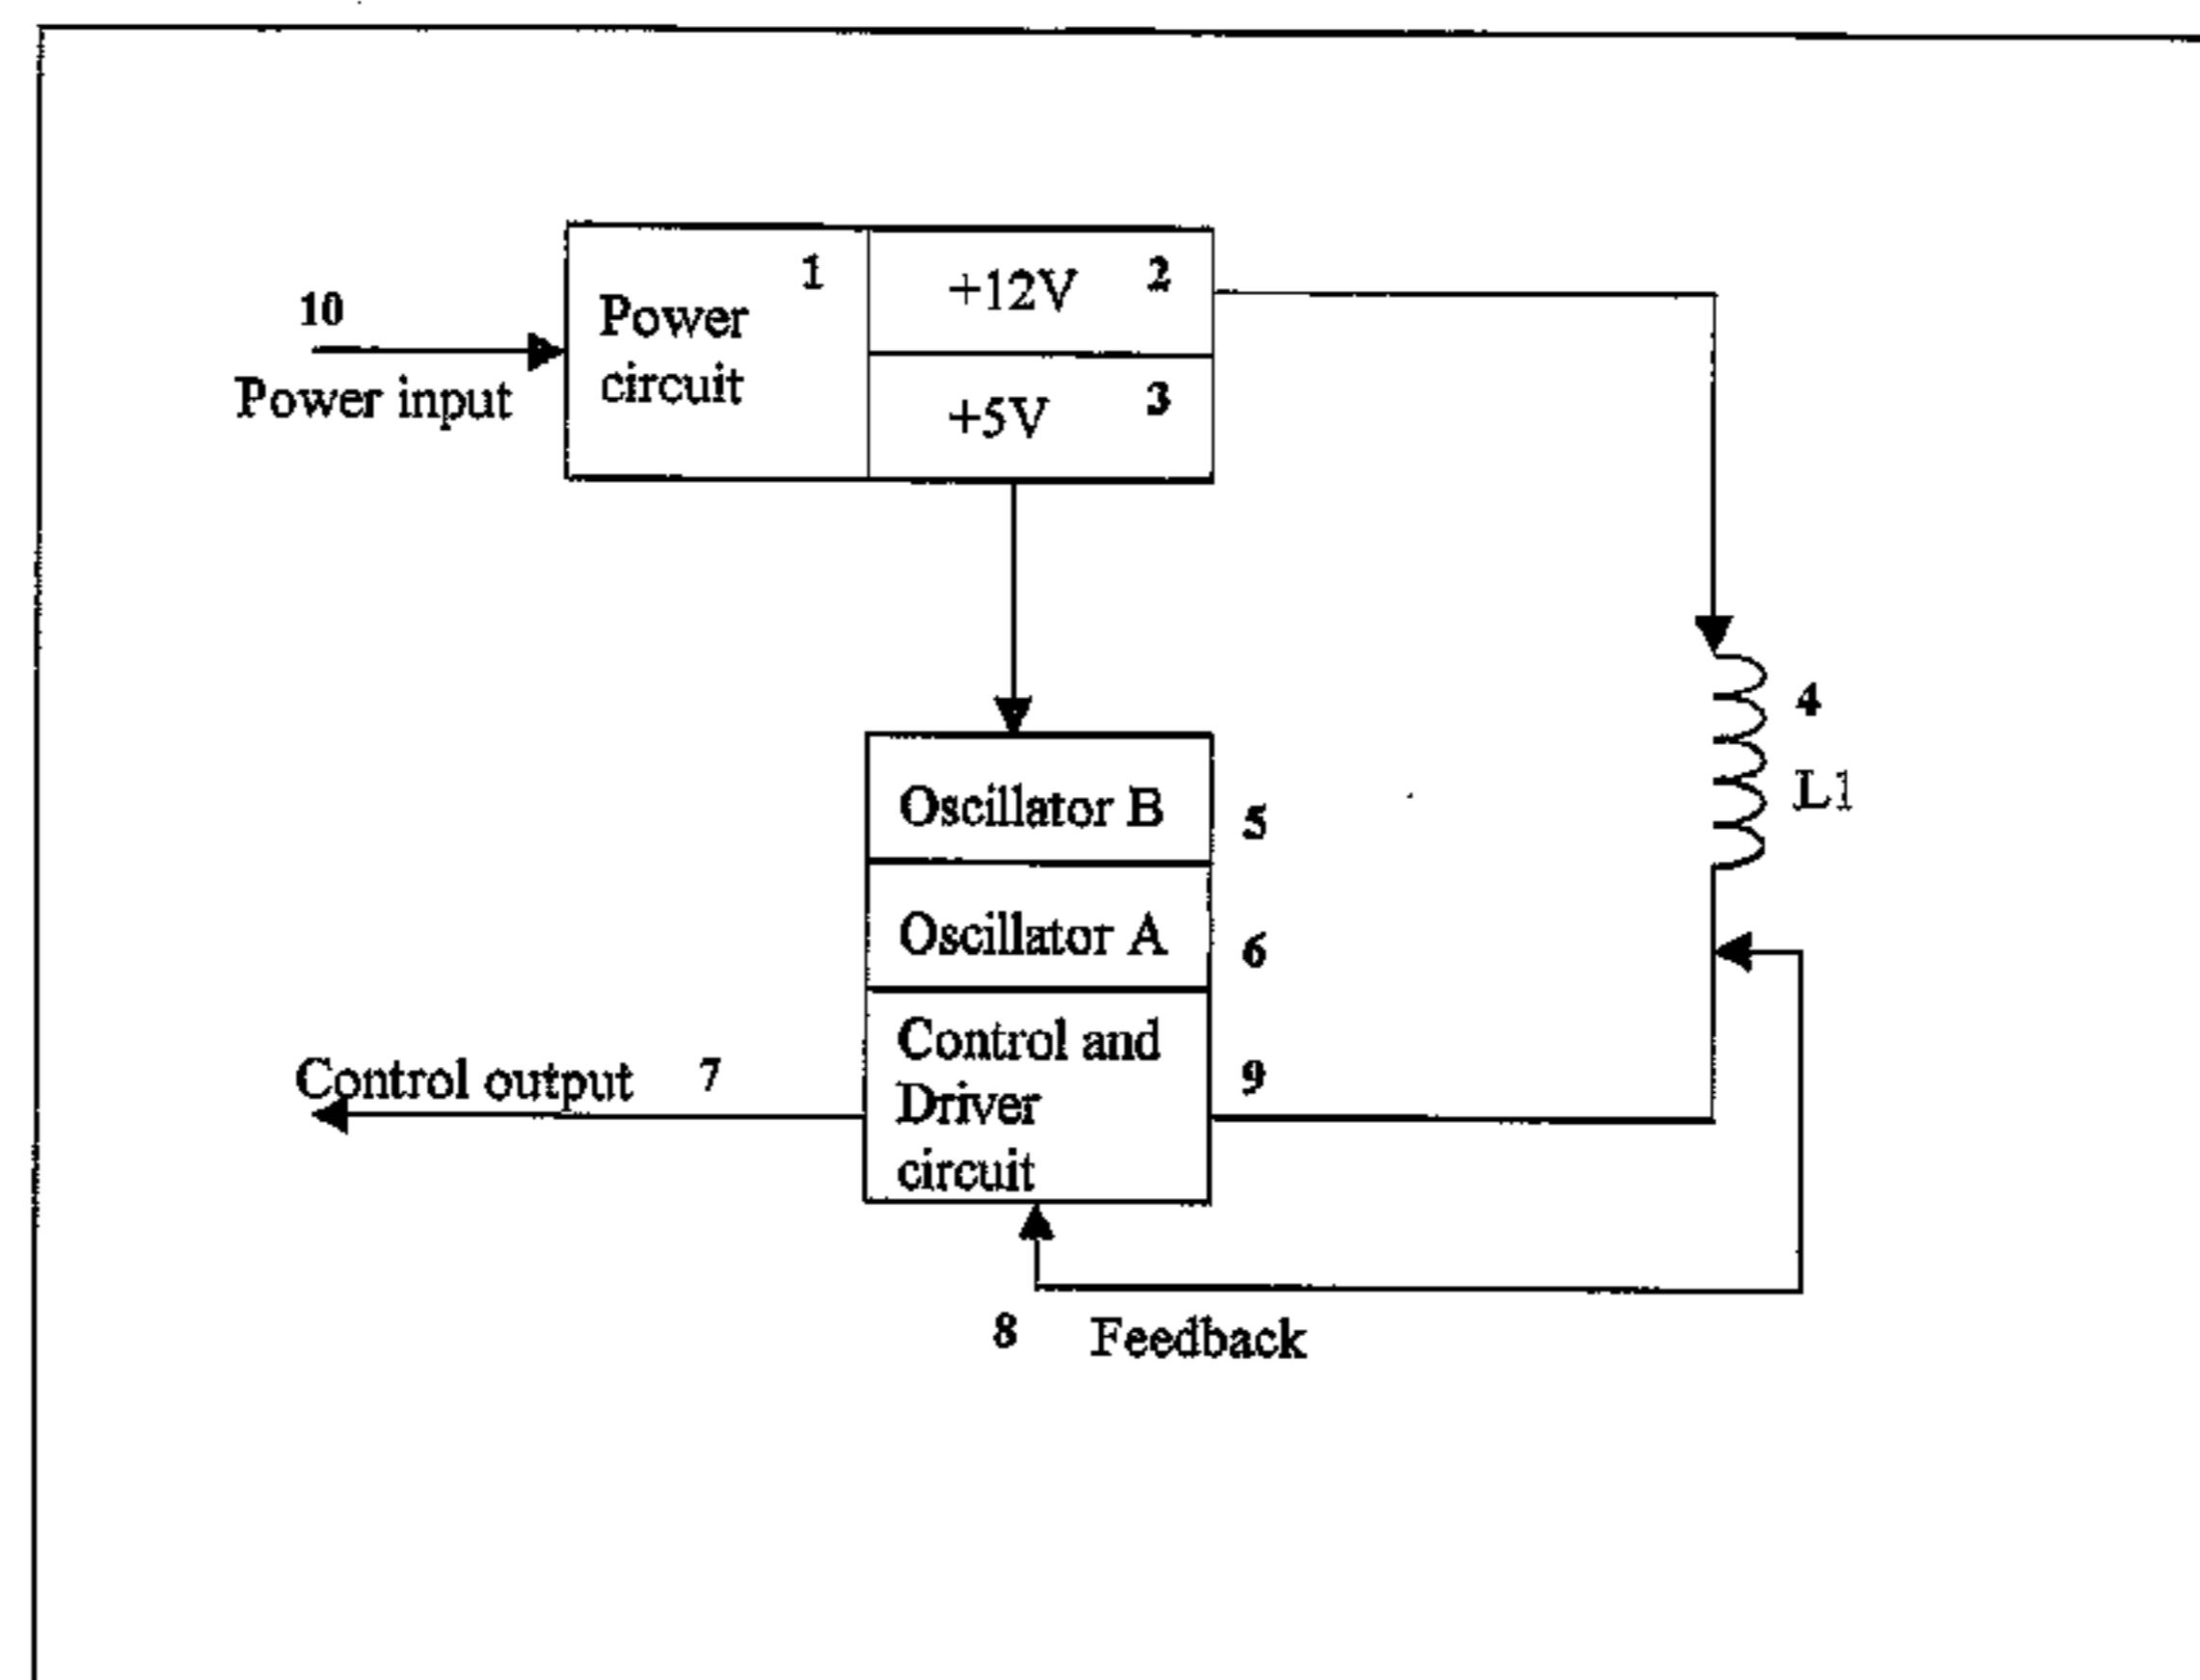 1
+12V 2
10
Power
circuit
Power input
+5V 3
4
L1
Oscillator B 5
Oscillator A 6
Control and
Driver
circuit
9
Control output 7
8 Feedback